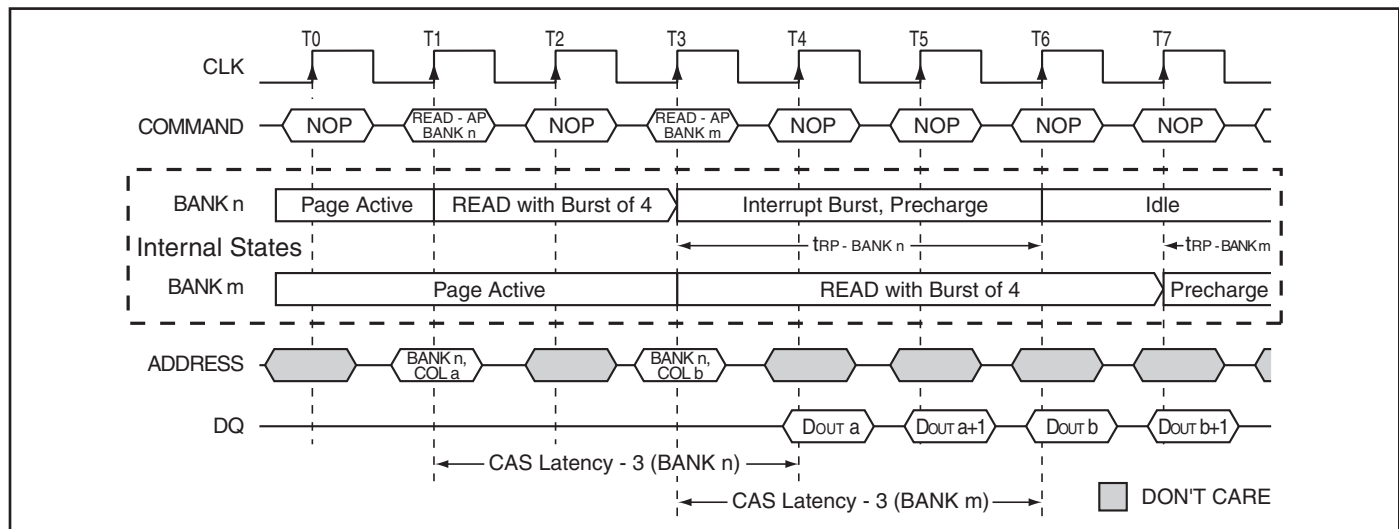 T0 T1 T2 T3 T4 T5 T6 T7
CLK
COMMAND NOP READ - AP BANK n NOP READ - AP BANK m NOP NOP NOP NOP
BANK n Page Active READ with Burst of 4 Interrupt Burst, Precharge Idle
Internal States tRP - BANK n tRP - BANK m
BANK m Page Active READ with Burst of 4 Precharge
ADDRESS BANK n, COL a BANK n, COL b
DQ DOUT a DOUT a+1 DOUT b DOUT b+1
CAS Latency - 3 (BANK n)
CAS Latency - 3 (BANK m)
DON'T CARE